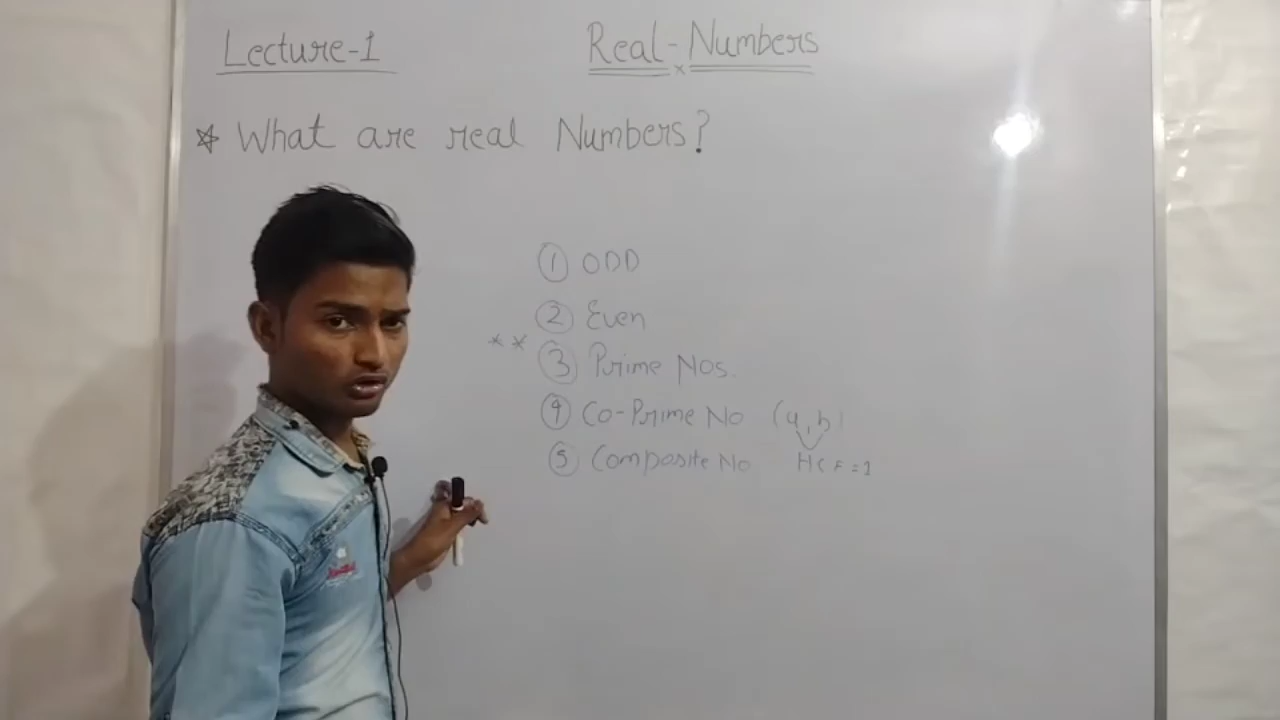 Lecture-1
Real-Numbers
☆ What are real Numbers?
① ODD
② Even
** ③ Prime Nos.
④ Co-Prime No (a, b)
⑤ Composite No HCF=1